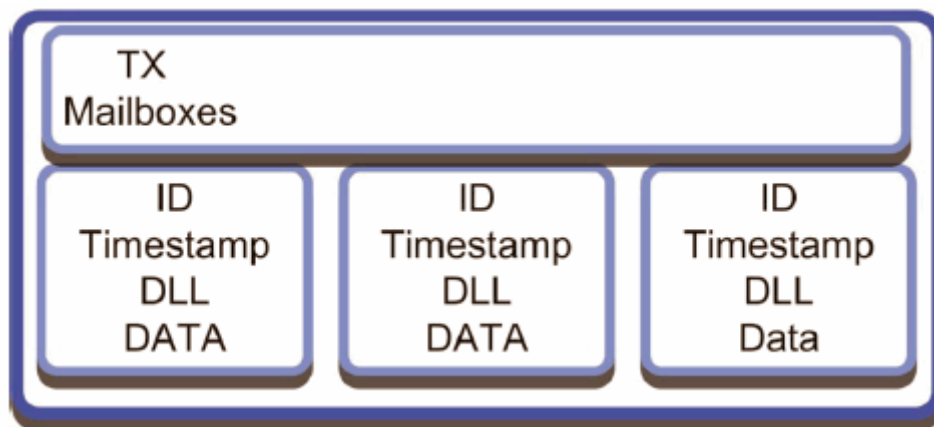 TX
Mailboxes
ID
Timestamp
DLL
DATA
ID
Timestamp
DLL
DATA
ID
Timestamp
DLL
Data